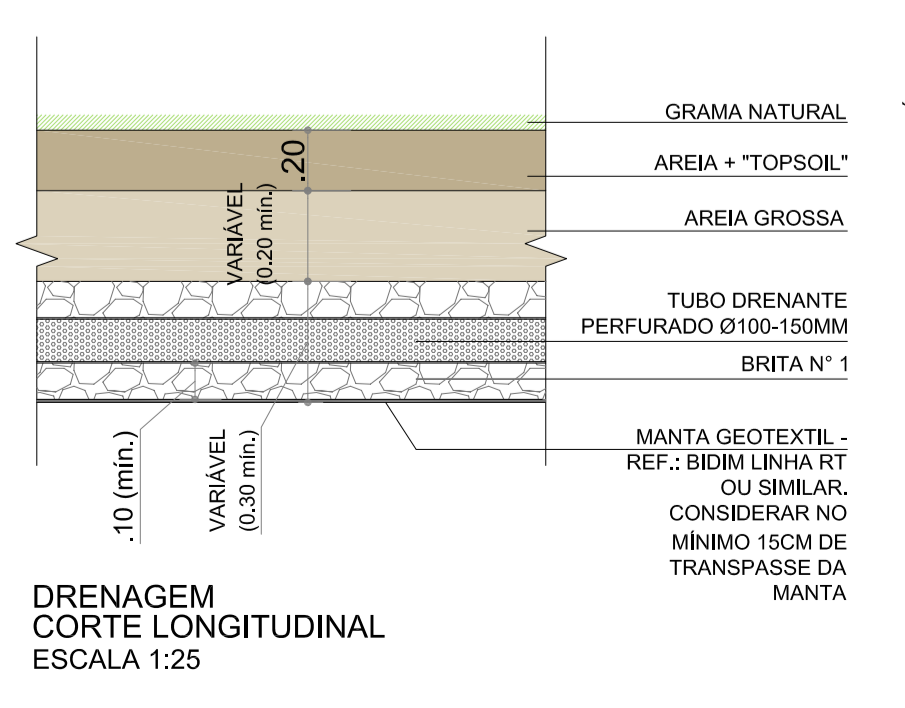 GRAMA NATURAL
AREIA + "TOPSOIL"
AREIA GROSSA
TUBO DRENANTE
PERFURADO Ø100-150MM
BRITA N° 1
MANTA GEOTEXTIL -
REF.: BIDIM LINHA RT
OU SIMILAR.
CONSIDERAR NO
MÍNIMO 15CM DE
TRANSPASSE DA
MANTA
.20
VARIÁVEL
(0.20 mín.)
.10 (mín.)
VARIÁVEL
(0.30 mín.)
DRENAGEM
CORTE LONGITUDINAL
ESCALA 1:25